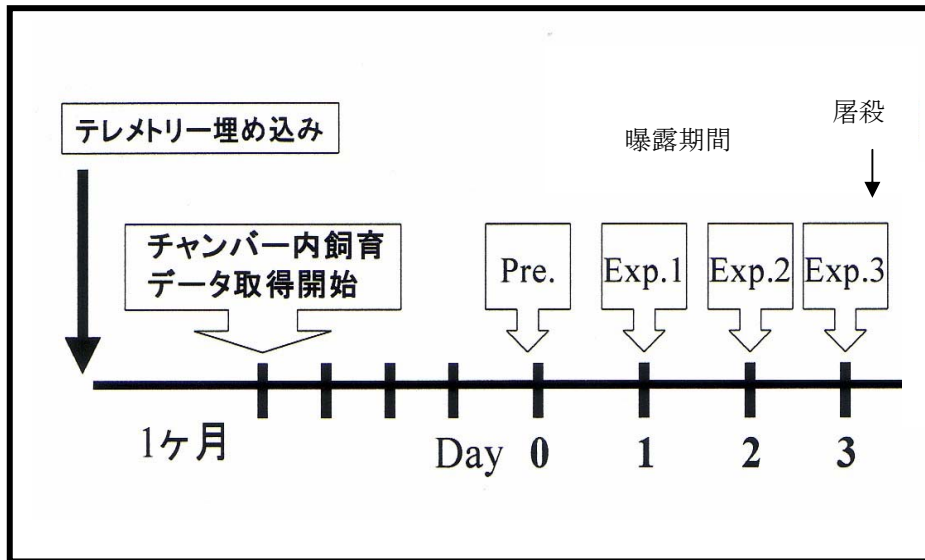 テレメトリー埋め込み
曝露期間
屠殺
チャンバー内飼育
データ取得開始
Pre.
Exp.1
Exp.2
Exp.3
1ケ月
Day 0 1 2 3